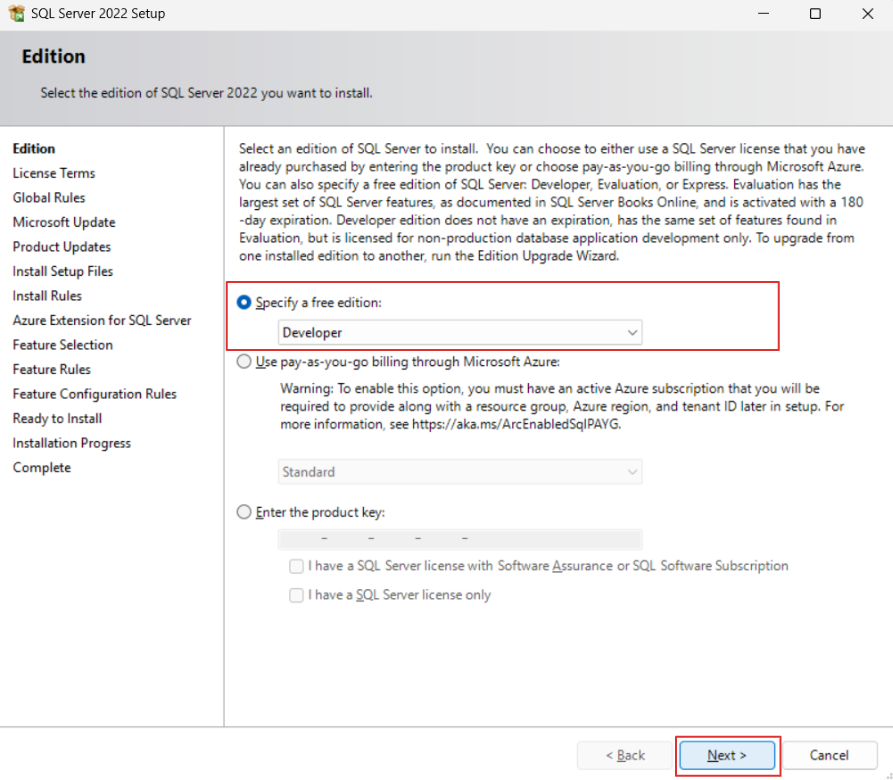 SQL Server 2022 Setup
Edition
Select the edition of SQL Server 2022 you want to install.
Edition
License Terms
Global Rules
Microsoft Update
Product Updates
Install Setup Files
Install Rules
Azure Extension for SQL Server
Feature Selection
Feature Rules
Feature Configuration Rules
Ready to Install
Installation Progress
Complete
Select an edition of SQL Server to install. You can choose to either use a SQL Server license that you have
already purchased by entering the product key or choose pay-as-you-go billing through Microsoft Azure.
You can also specify a free edition of SQL Server: Developer, Evaluation, or Express. Evaluation has the
largest set of SQL Server features, as documented in SQL Server Books Online, and is activated with a 180
-day expiration. Developer edition does not have an expiration, has the same set of features found in
Evaluation, but is licensed for non-production database application development only. To upgrade from
one installed edition to another, run the Edition Upgrade Wizard.
Specify a free edition:
Developer
Use pay-as-you-go billing through Microsoft Azure:
Warning: To enable this option, you must have an active Azure subscription that you will be
required to provide along with a resource group, Azure region, and tenant ID later in setup. For
more information, see https://aka.ms/ArcEnabledSqlPAYG.
Standard
Enter the product key:
- - - -
I have a SQL Server license with Software Assurance or SQL Software Subscription
I have a SQL Server license only
< Back
Next >
Cancel